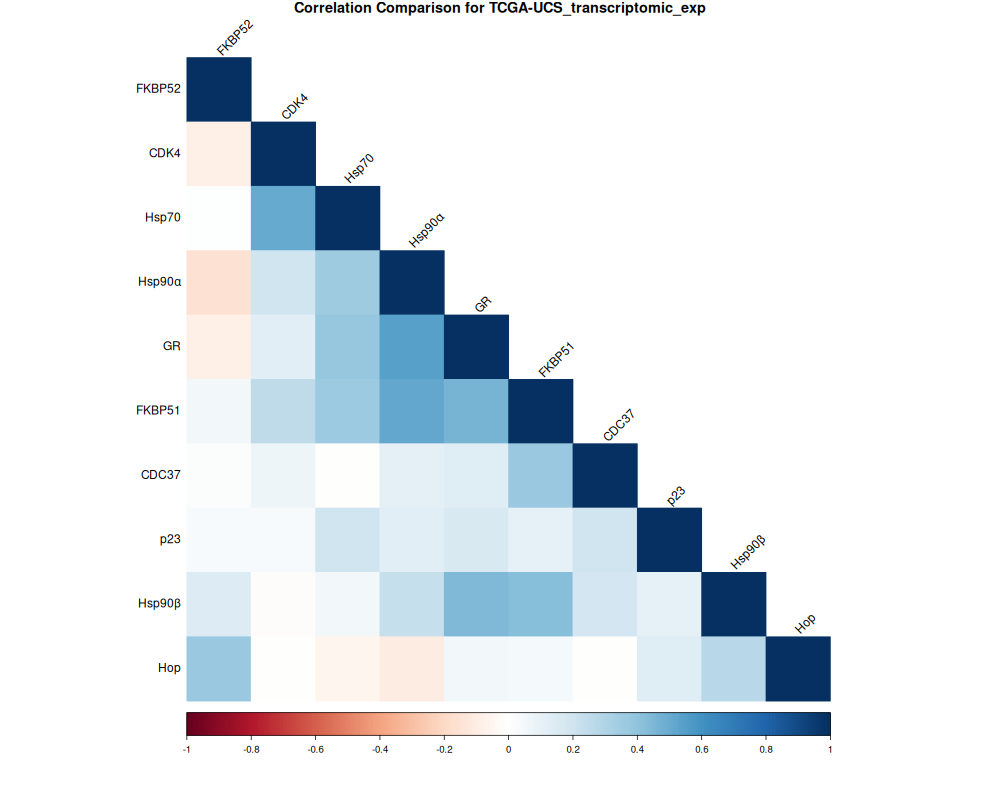 Correlation Comparison for TCGA-UCS_transcriptomic_exp
FKBP52
CDK4
Hsp70
Hsp90α
GR
FKBP51
CDC37
p23
Hsp90β
Hop
FKBP52
CDK4
Hsp70
Hsp90α
GR
FKBP51
CDC37
p23
Hsp90β
Hop
-1 -0.8 -0.6 -0.4 -0.2 0 0.2 0.4 0.6 0.8 1